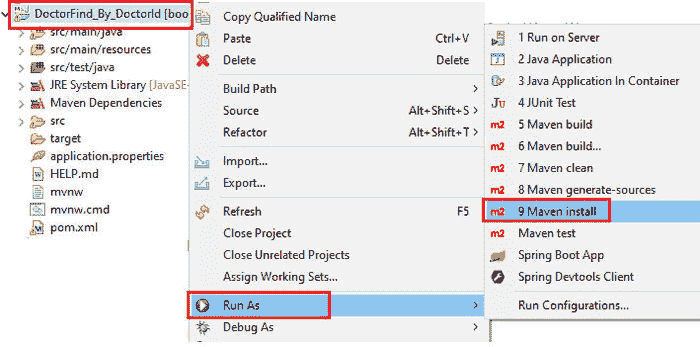 DoctorFind_By_DoctorId [boo
src/main/java
src/main/resources
src/test/java
JRE System Library [JavaSE-
Maven Dependencies
src
target
application.properties
HELP.md
mvnw
mvnw.cmd
pom.xml
Copy Qualified Name
Paste Ctrl+V
Delete Delete
Build Path >
Source Alt+Shift+S >
Refactor Alt+Shift+T >
Import...
Export...
Refresh F5
Close Project
Close Unrelated Projects
Assign Working Sets...
Run As
Debug As
1 Run on Server
2 Java Application
3 Java Application In Container
Ju 4 JUnit Test
m2 5 Maven build
m2 6 Maven build...
m2 7 Maven clean
m2 8 Maven generate-sources
m2 9 Maven install
m2 Maven test
Spring Boot App
Spring Devtools Client
Run Configurations...